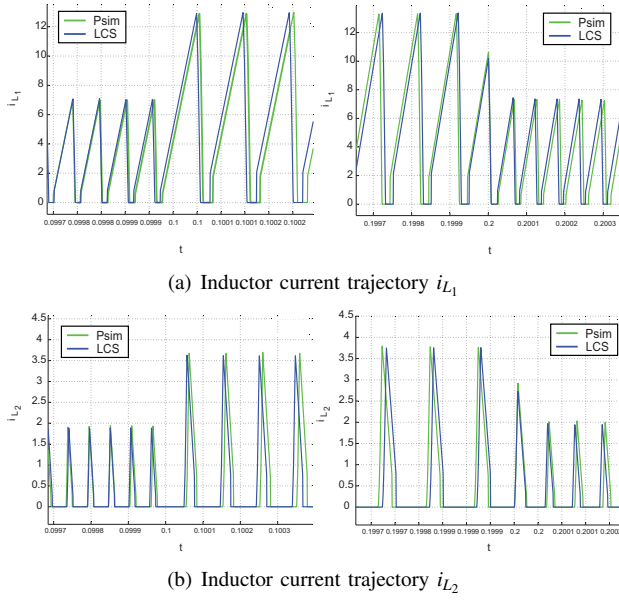 12
10
8
6
4
2
0
i_{L_1}
Psim
LCS
0.0997 0.0998 0.0998 0.0999 0.0999 0.1 0.1 0.1001 0.1001 0.1002 0.1002
t
12
10
8
6
4
2
0
i_{L_1}
Psim
LCS
0.1997 0.1998 0.1999 0.1999 0.2 0.2001 0.2002 0.2002 0.2003
t
(a) Inductor current trajectory i_{L_1}
4.5
4
3.5
3
2.5
2
1.5
1
0.5
0
i_{L_2}
Psim
LCS
0.0997 0.0998 0.0999 0.1 0.1001 0.1002 0.1003
t
4.5
4
3.5
3
2.5
2
1.5
1
0.5
0
i_{L_2}
Psim
LCS
0.1997 0.1997 0.1998 0.1999 0.1999 0.2 0.2 0.2001 0.2001 0.2002
t
(b) Inductor current trajectory i_{L_2}